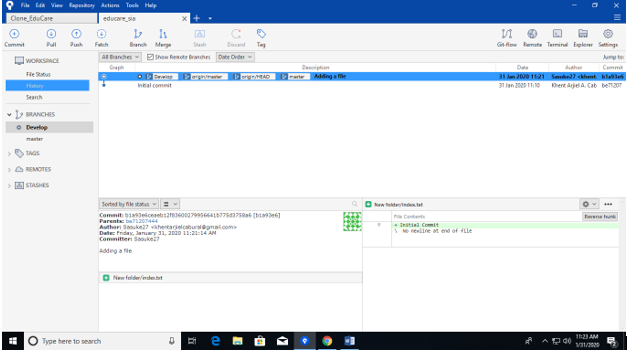 File Edit View Repository Actions Tools Help
Clone_EduCare
educare_sia
Commit
Pull
Push
Fetch
Branch
Merge
Stash
Discard
Tag
Git-flow
Remote
Terminal
Explorer
Settings
WORKSPACE
File Status
History
Search
BRANCHES
Develop
master
TAGS
REMOTES
STASHES
All Branches
Show Remote Branches
Date Order
Jump to:
Graph
Description
Date
Author
Commit
Develop origin/master origin/HEAD master Adding a file 31 Jan 2020 11:21 Sasuke27 <khent b1a93e6
Initial commit 31 Jan 2020 11:10 Khent Arjiel A. Cab be71207
Sorted by file status
Commit: b1a93e6ceaeb12f83600279956641b775d3758a6 [b1a93e6]
Parents: be71207444
Author: Sasuke27 <khentarjielcabural@gmail.com>
Date: Friday, January 31, 2020 11:21:14 AM
Committer: Sasuke27
Adding a file
New folder/index.txt
New folder/index.txt
File Contents
Reverse hunk
+ Initial Commit
\ No newline at end of file
Type here to search
11:23 AM
1/31/2020